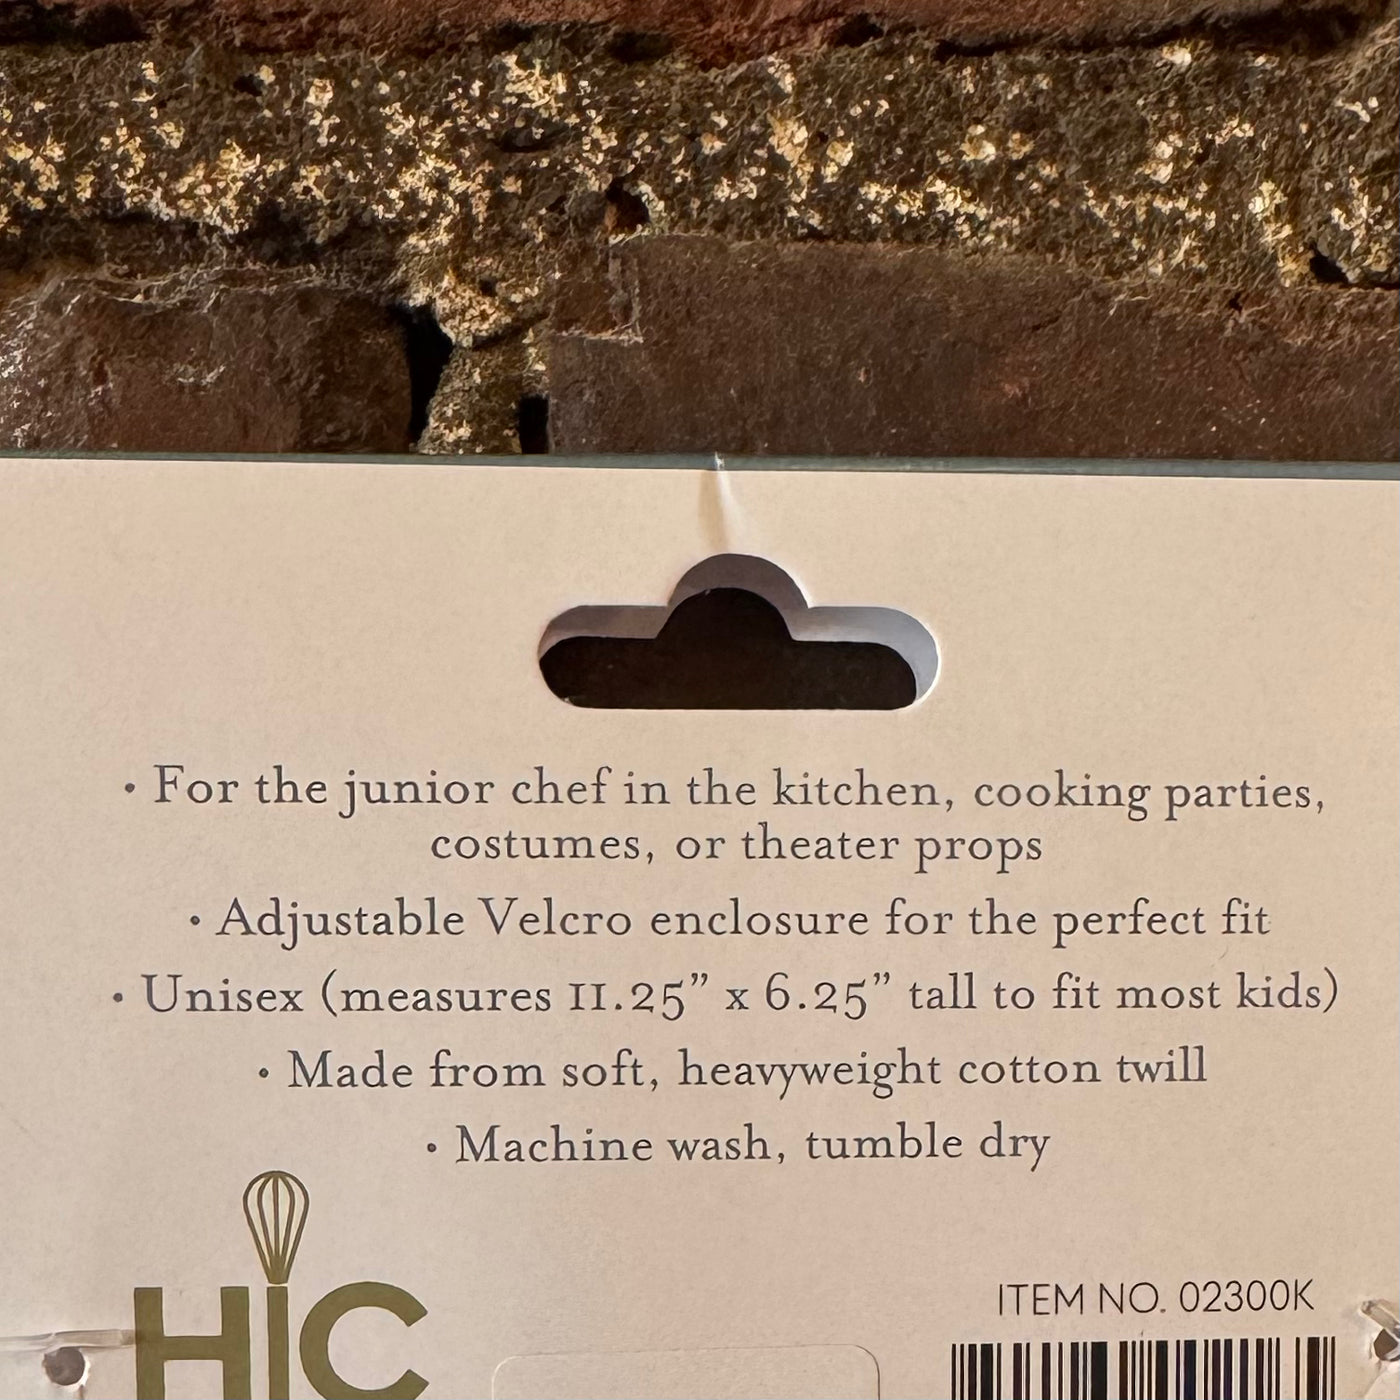 • For the junior chef in the kitchen, cooking parties,
costumes, or theater props
• Adjustable Velcro enclosure for the perfect fit
• Unisex (measures 11.25” x 6.25” tall to fit most kids)
• Made from soft, heavyweight cotton twill
• Machine wash, tumble dry
HIC
ITEM NO. 02300K